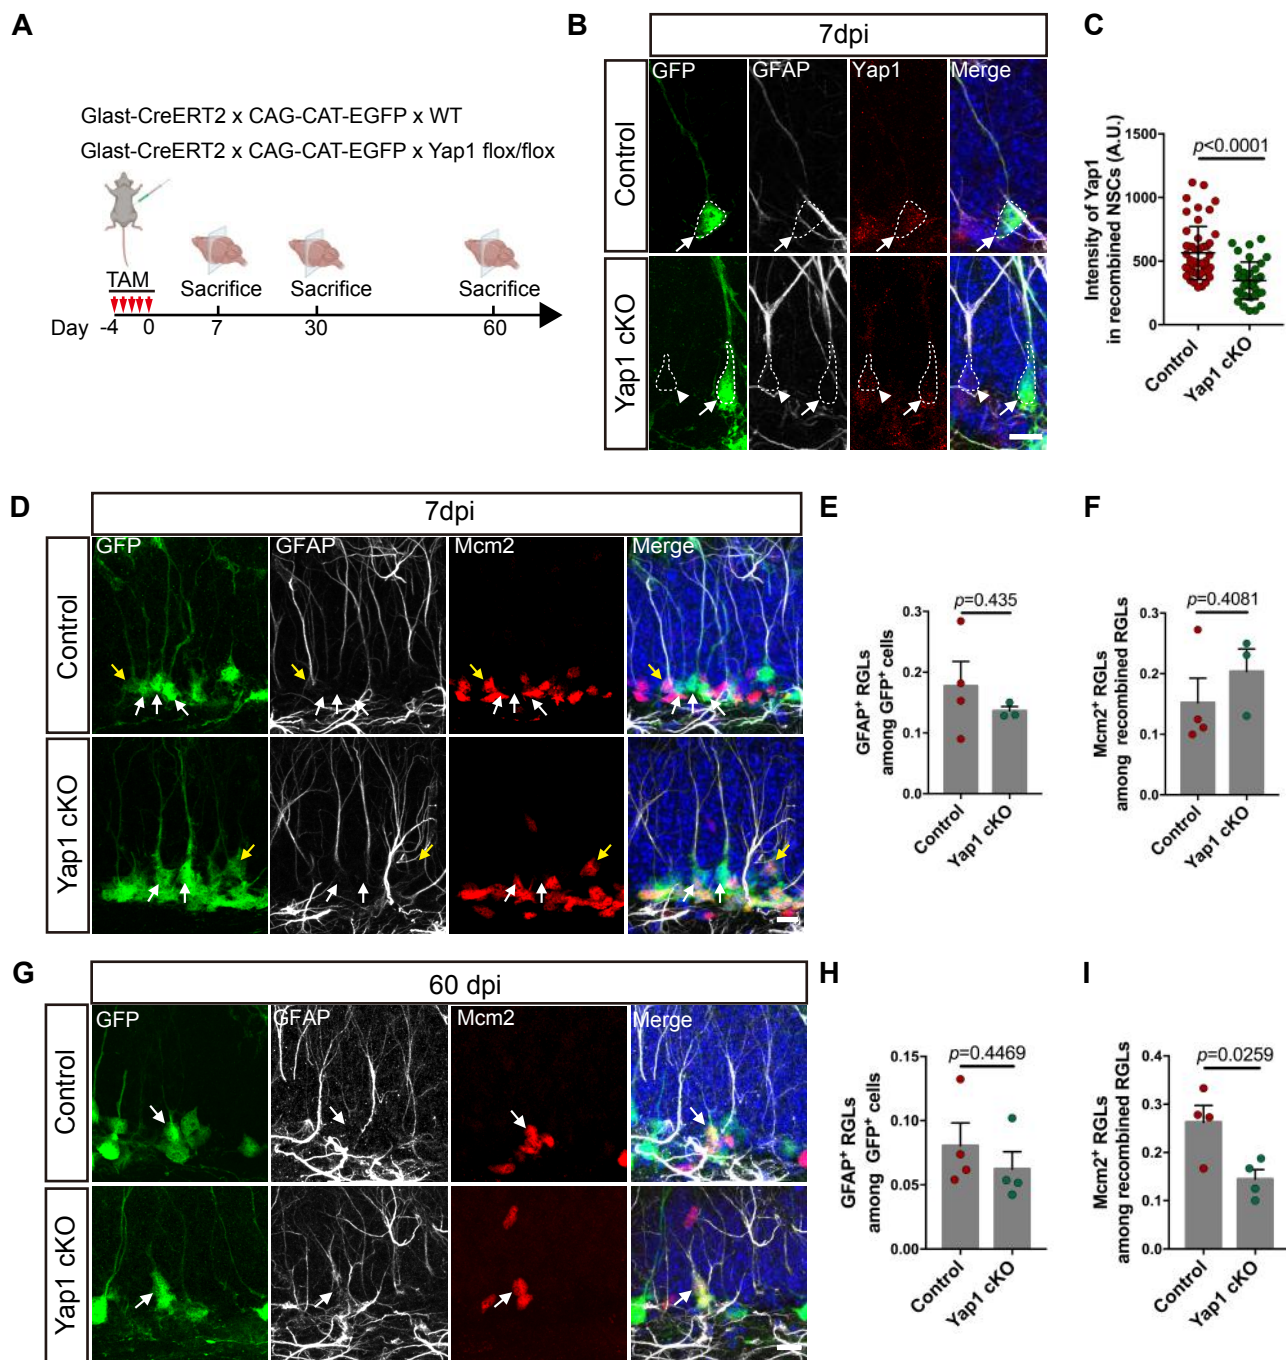 A
Glast-CreERT2 x CAG-CAT-EGFP x WT
Glast-CreERT2 x CAG-CAT-EGFP x Yap1 flox/flox
TAM
Sacrifice
Sacrifice
Sacrifice
Day
-4
0
7
30
60
B
7dpi
GFP
GFAP
Yap1
Merge
Control
Yap1 cKO
C
p<0.0001
Intensity of Yap1
in recombined NSCs (A.U.)
1500
1000
500
0
Control
Yap1 cKO
D
7dpi
GFP
GFAP
Mcm2
Merge
Control
Yap1 cKO
E
p=0.435
GFAP⁺ RGLs
among GFP⁺ cells
0.3
0.2
0.1
0.0
Control
Yap1 cKO
F
p=0.4081
Mcm2⁺ RGLs
among recombined RGLs
0.3
0.2
0.1
0.0
Control
Yap1 cKO
G
60 dpi
GFP
GFAP
Mcm2
Merge
Control
Yap1 cKO
H
p=0.4469
GFAP⁺ RGLs
among GFP⁺ cells
0.15
0.10
0.05
0.00
Control
Yap1 cKO
I
p=0.0259
Mcm2⁺ RGLs
among recombined RGLs
0.4
0.3
0.2
0.1
0.0
Control
Yap1 cKO